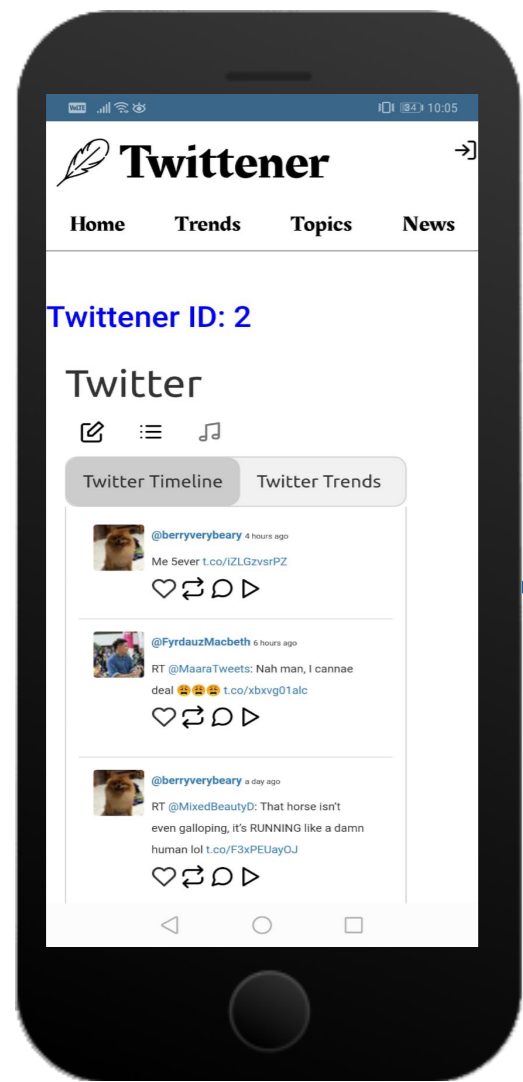 VoLTE 34 10:05
Twittener
Home Trends Topics News
Twittener ID: 2
Twitter
Twitter Timeline Twitter Trends
@berryverybeary 4 hours ago
Me 5ever t.co/iZLGzvsrPZ
@FyrdauzMacbeth 6 hours ago
RT @MaaraTweets: Nah man, I cannae
deal 😩😩😩 t.co/xbxvg01alc
@berryverybeary a day ago
RT @MixedBeautyD: That horse isn't
even galloping, it's RUNNING like a damn
human lol t.co/F3xPEUayOJ